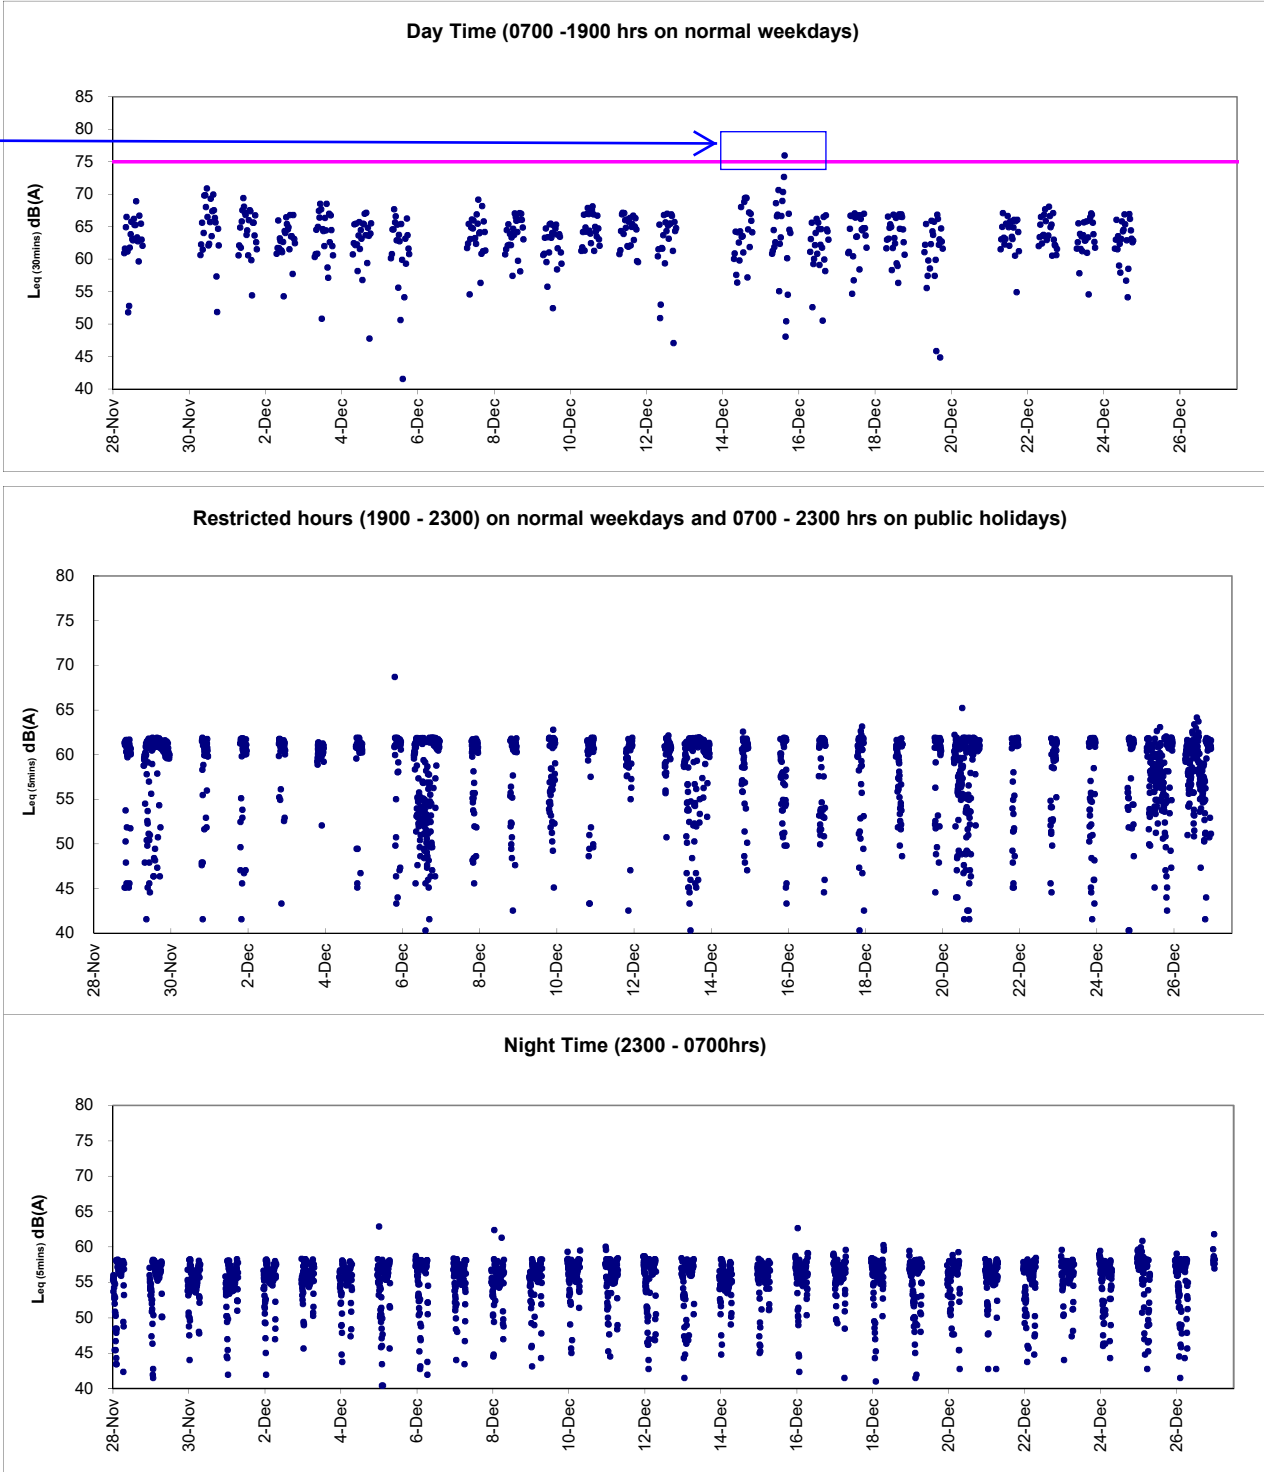 Day Time (0700 -1900 hrs on normal weekdays)
85
80
75
70
65
60
55
50
45
40
Leq (30mins) dB(A)
28-Nov
30-Nov
2-Dec
4-Dec
6-Dec
8-Dec
10-Dec
12-Dec
14-Dec
16-Dec
18-Dec
20-Dec
22-Dec
24-Dec
26-Dec
Restricted hours (1900 - 2300) on normal weekdays and 0700 - 2300 hrs on public holidays)
80
75
70
65
60
55
50
45
40
Leq (5mins) dB(A)
28-Nov
30-Nov
2-Dec
4-Dec
6-Dec
8-Dec
10-Dec
12-Dec
14-Dec
16-Dec
18-Dec
20-Dec
22-Dec
24-Dec
26-Dec
Night Time (2300 - 0700hrs)
80
75
70
65
60
55
50
45
40
Leq (5mins) dB(A)
28-Nov
30-Nov
2-Dec
4-Dec
6-Dec
8-Dec
10-Dec
12-Dec
14-Dec
16-Dec
18-Dec
20-Dec
22-Dec
24-Dec
26-Dec